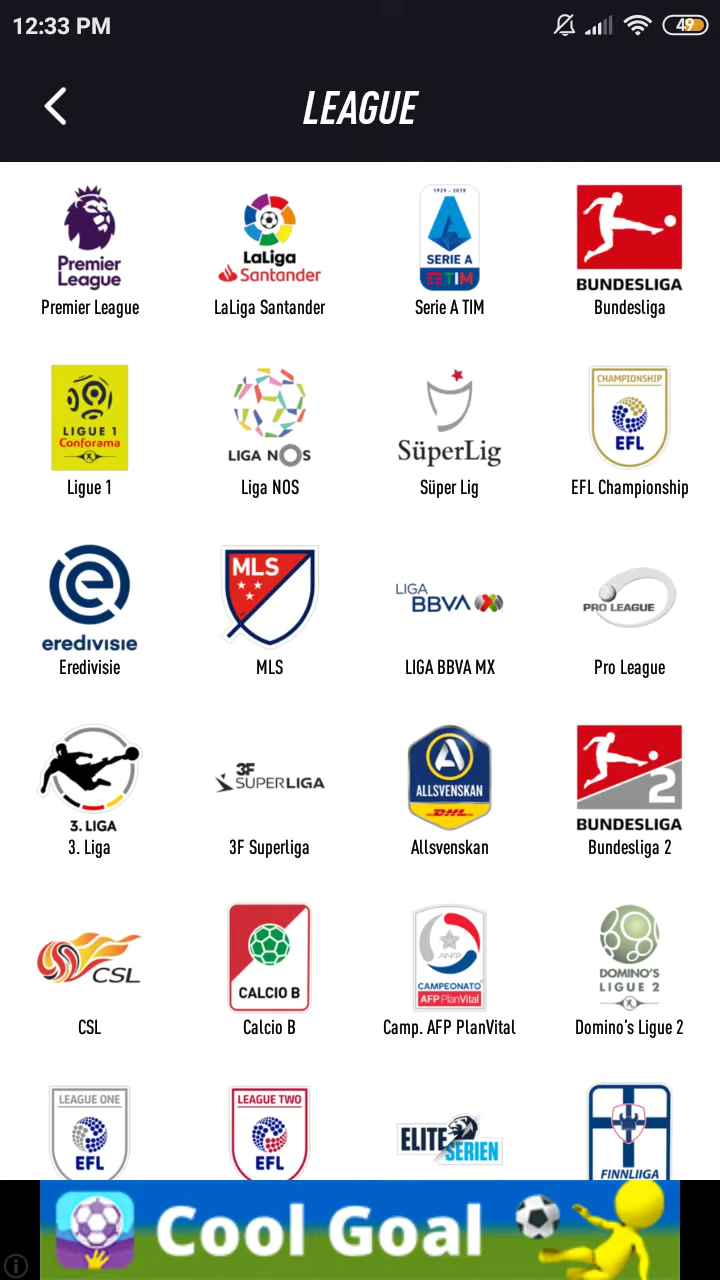 12:33 PM
49
LEAGUE
Premier
League
Premier League
LaLiga
Santander
LaLiga Santander
1929 - 2019
SERIE A
TIM
Serie A TIM
BUNDESLIGA
Bundesliga
LIGUE 1
Conforama
Ligue 1
LIGA NOS
Liga NOS
SüperLig
Süper Lig
CHAMPIONSHIP
EFL
EFL Championship
eredivisie
Eredivisie
MLS
MLS
LIGA
BBVA
LIGA BBVA MX
PRO LEAGUE
Pro League
3. LIGA
3. Liga
3F
SUPERLIGA
3F Superliga
ALLSVENSKAN
DHL
Allsvenskan
2
BUNDESLIGA
Bundesliga 2
CSL
CSL
CALCIO B
Calcio B
ANFP
CAMPEONATO
AFP PlanVital
Camp. AFP PlanVital
DOMINO'S
LIGUE 2
Domino's Ligue 2
LEAGUE ONE
EFL
LEAGUE TWO
EFL
ELITE
SERIEN
FINNLIIGA
Cool Goal